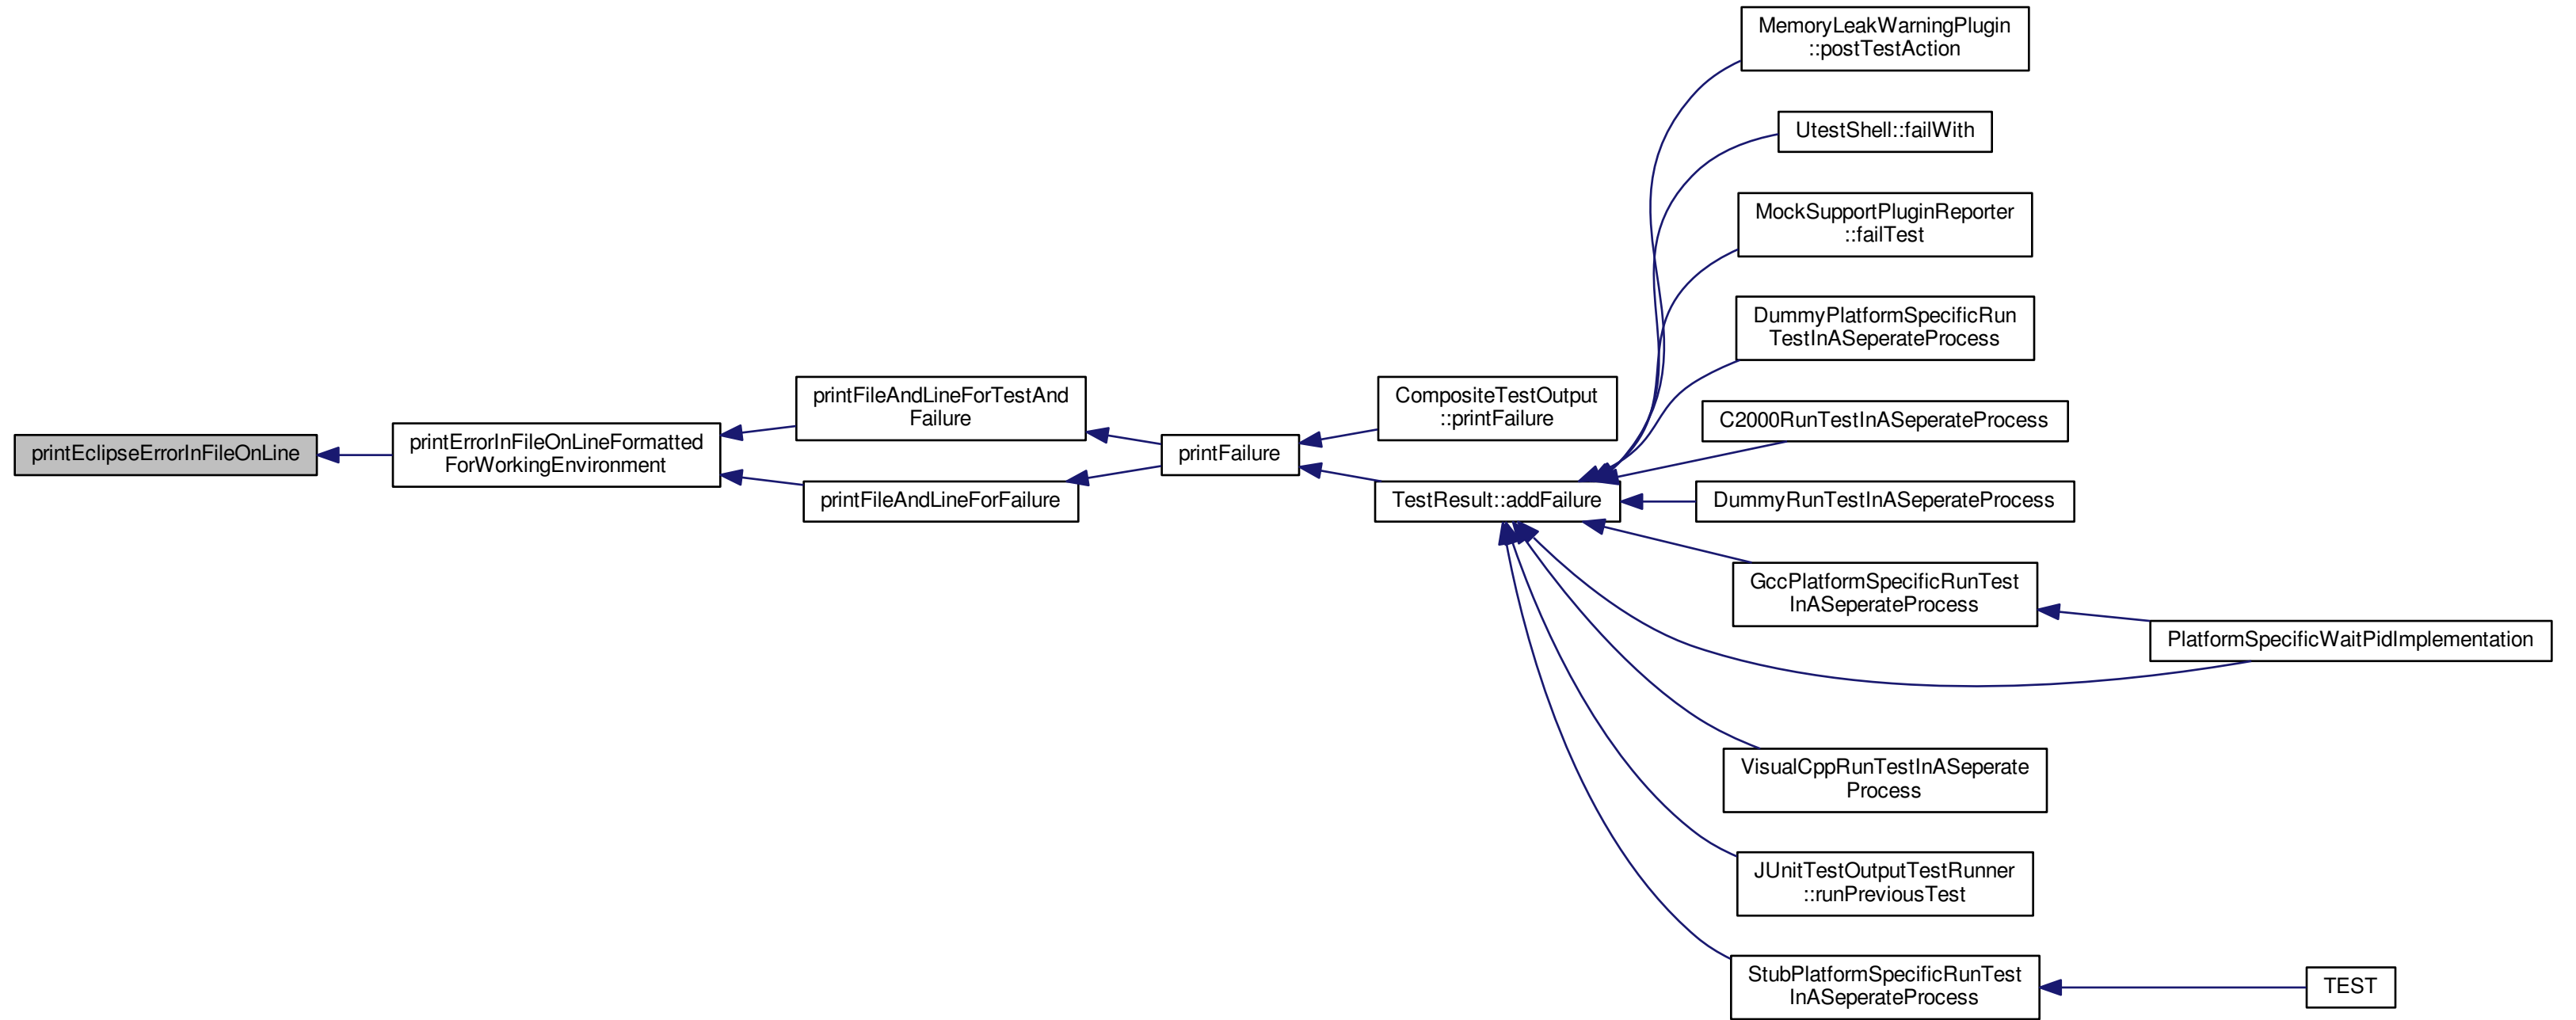 printEclipseErrorInFileOnLine
printErrorInFileOnLineFormatted
ForWorkingEnvironment
printFileAndLineForTestAnd
Failure
printFileAndLineForFailure
printFailure
CompositeTestOutput
::printFailure
TestResult::addFailure
MemoryLeakWarningPlugin
::postTestAction
UtestShell::failWith
MockSupportPluginReporter
::failTest
DummyPlatformSpecificRun
TestInASeperateProcess
C2000RunTestInASeperateProcess
DummyRunTestInASeperateProcess
GccPlatformSpecificRunTest
InASeperateProcess
PlatformSpecificWaitPidImplementation
VisualCppRunTestInASeperate
Process
JUnitTestOutputTestRunner
::runPreviousTest
StubPlatformSpecificRunTest
InASeperateProcess
TEST